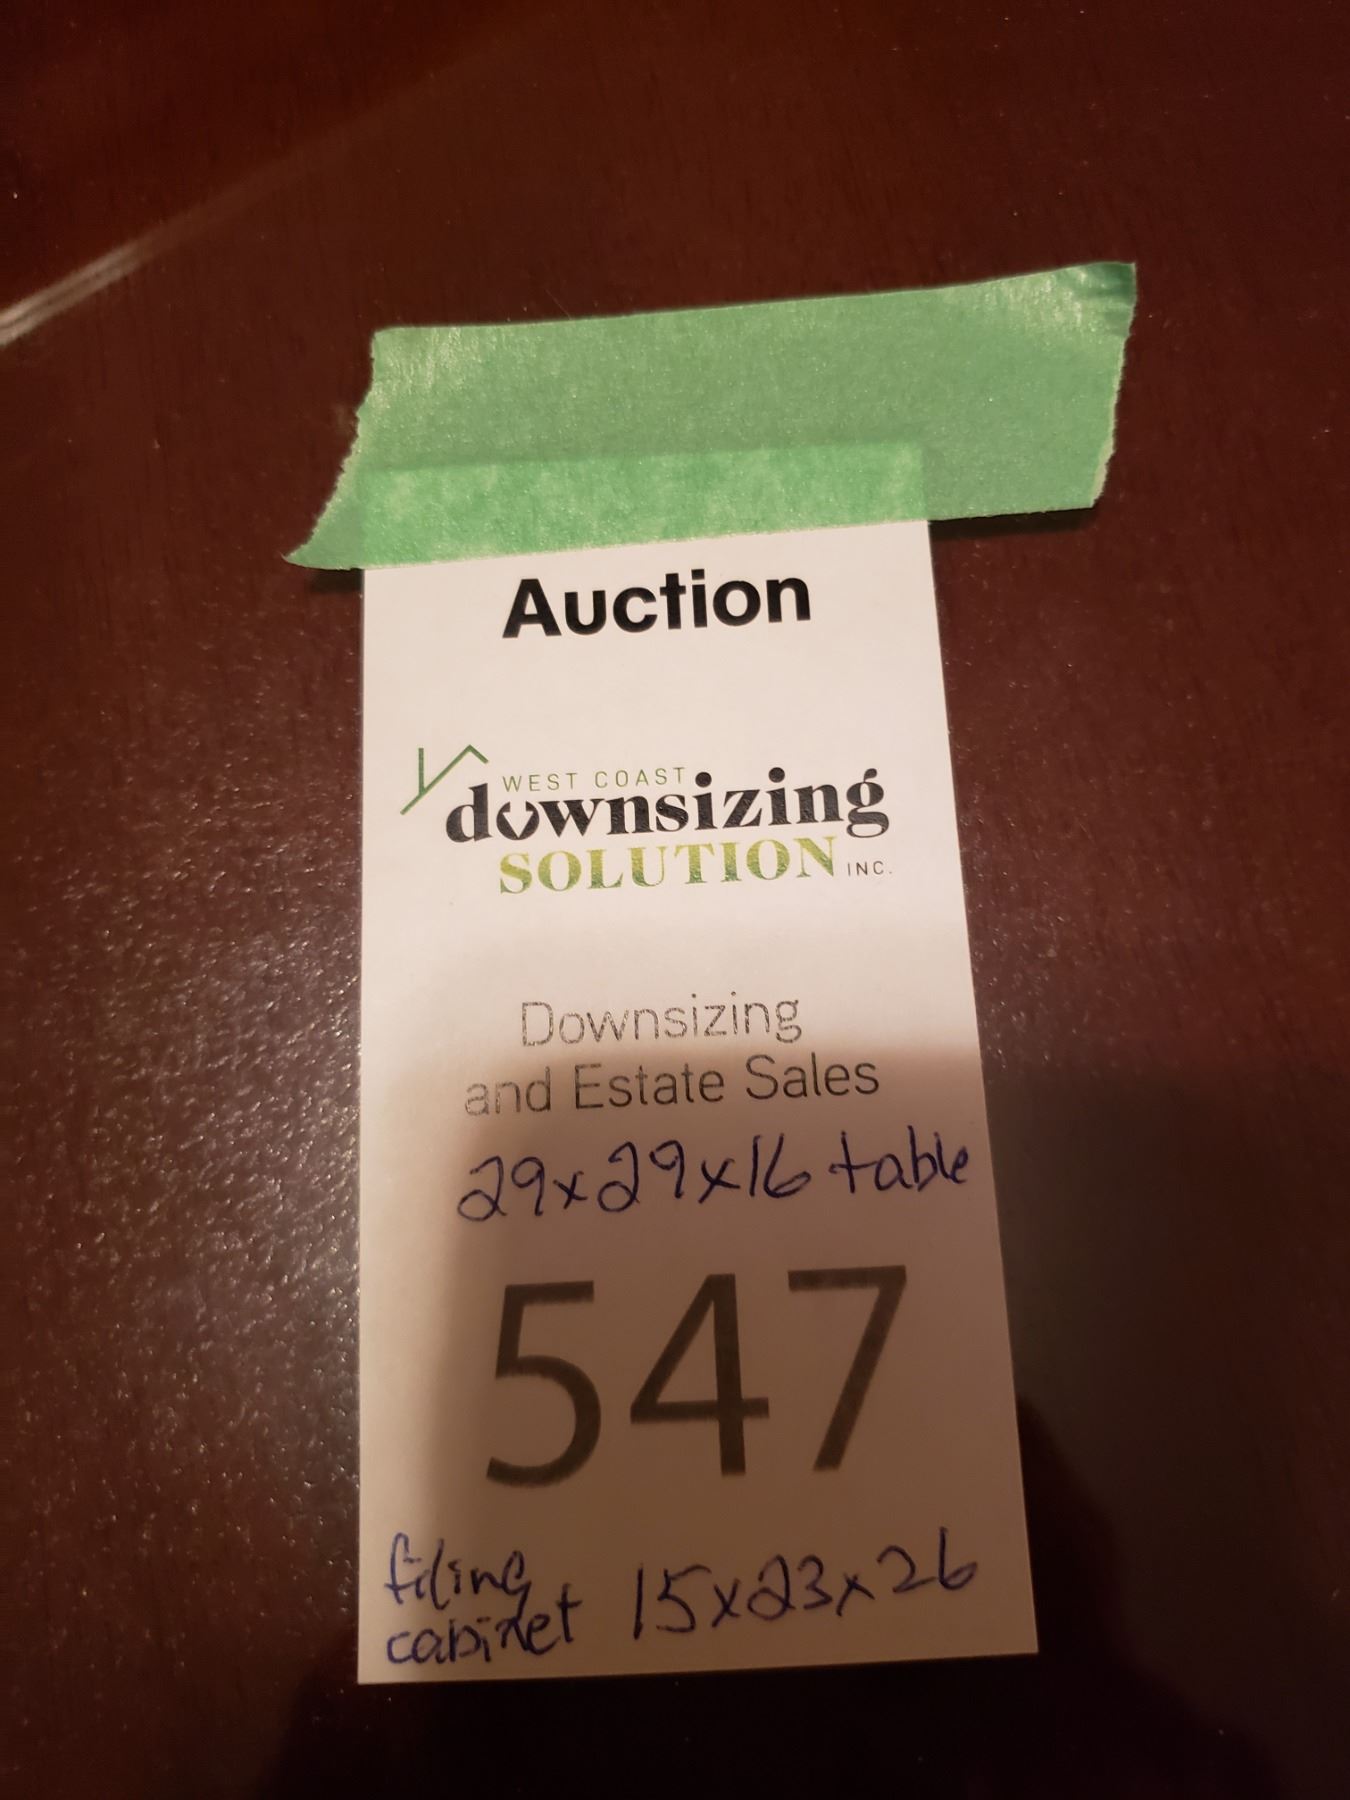 Auction
WEST COAST
downsizing
SOLUTION INC.
Downsizing
and Estate Sales
29x29x16 table
547
filing
cabinet 15x23x26